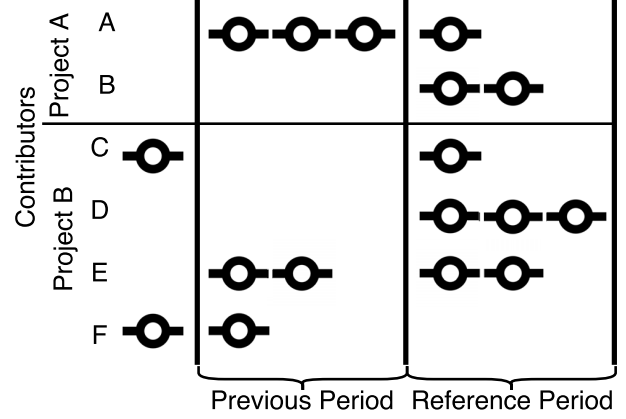 Contributors
Project A
A
B
Project B
C
D
E
F
Previous Period
Reference Period